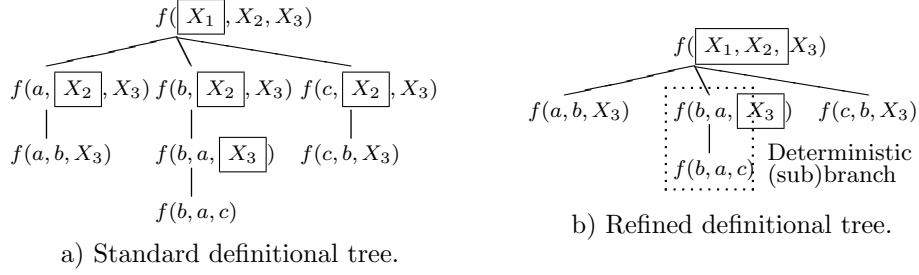 f( X₁ , X₂, X₃)
f(a, X₂ , X₃) f(b, X₂ , X₃) f(c, X₂ , X₃)
f(a, b, X₃) f(b, a, X₃ ) f(c, b, X₃)
f(b, a, c)
a) Standard definitional tree.
f( X₁, X₂, X₃)
f(a, b, X₃) f(b, a, X₃ ) f(c, b, X₃)
f(b, a, c)
Deterministic
(sub)branch
b) Refined definitional tree.